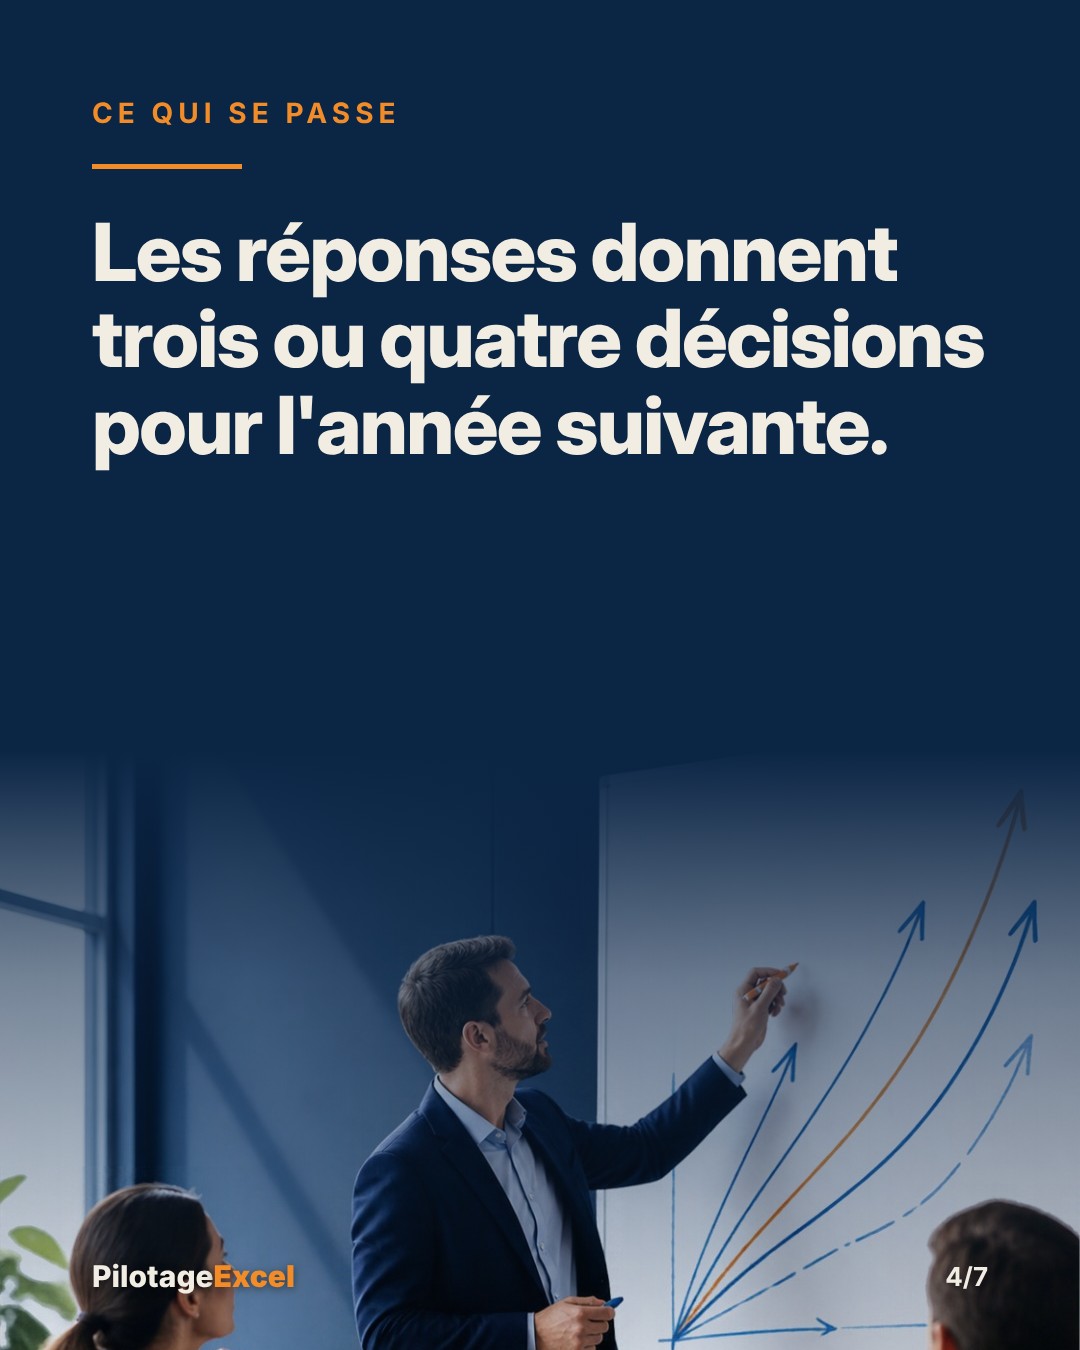 CE QUI SE PASSE
Les réponses donnent
trois ou quatre décisions
pour l'année suivante.
PilotageExcel
4/7